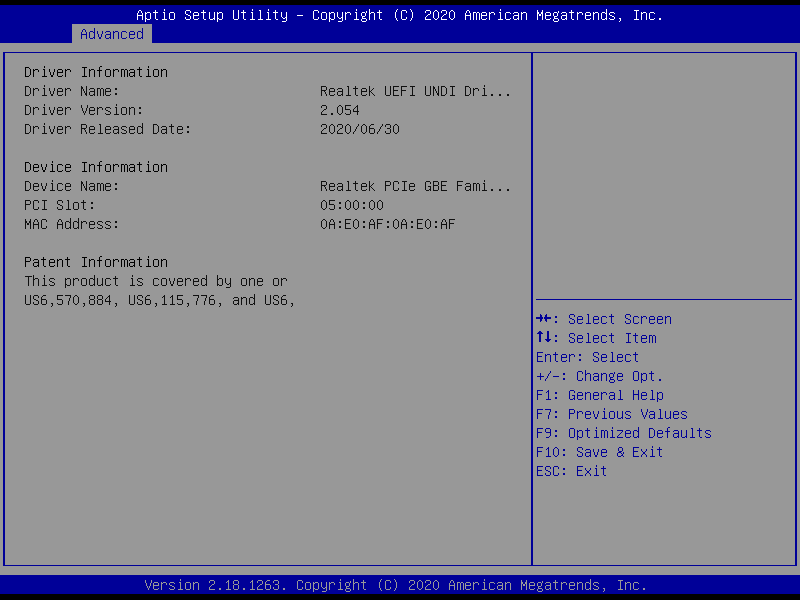 Aptio Setup Utility – Copyright (C) 2020 American Megatrends, Inc.
Advanced
Driver Information
Driver Name: Realtek UEFI UNDI Dri...
Driver Version: 2.054
Driver Released Date: 2020/06/30
Device Information
Device Name: Realtek PCIe GBE Fami...
PCI Slot: 05:00:00
MAC Address: 0A:E0:AF:0A:E0:AF
Patent Information
This product is covered by one or
US6,570,884, US6,115,776, and US6,
→←: Select Screen
↑↓: Select Item
Enter: Select
+/-: Change Opt.
F1: General Help
F7: Previous Values
F9: Optimized Defaults
F10: Save & Exit
ESC: Exit
Version 2.18.1263. Copyright (C) 2020 American Megatrends, Inc.